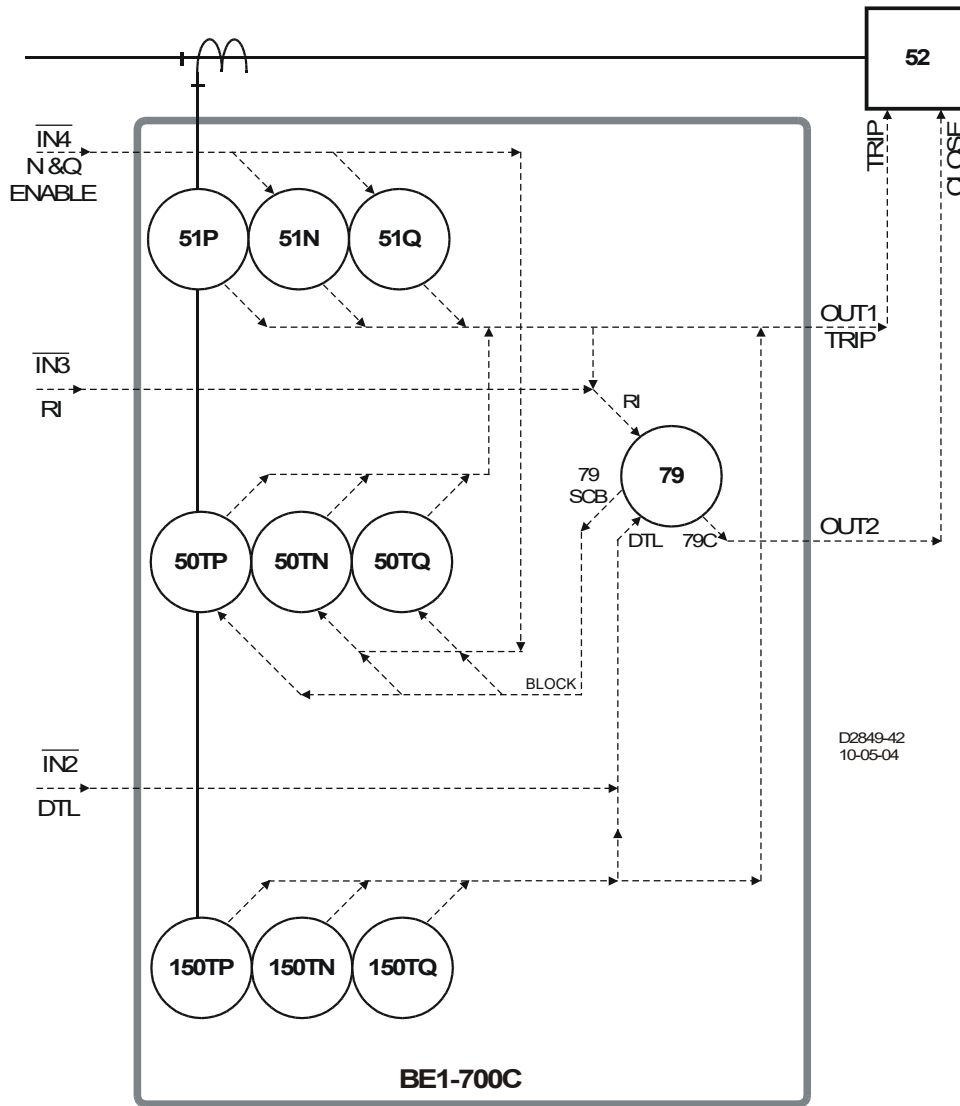 52
TRIP
CLOSE
IN4
N &Q
ENABLE
51P
51N
51Q
OUT1
TRIP
IN3
RI
RI
79
79
SCB
DTL
79C
OUT2
50TP
50TN
50TQ
BLOCK
D2849-42
10-05-04
IN2
DTL
150TP
150TN
150TQ
BE1-700C